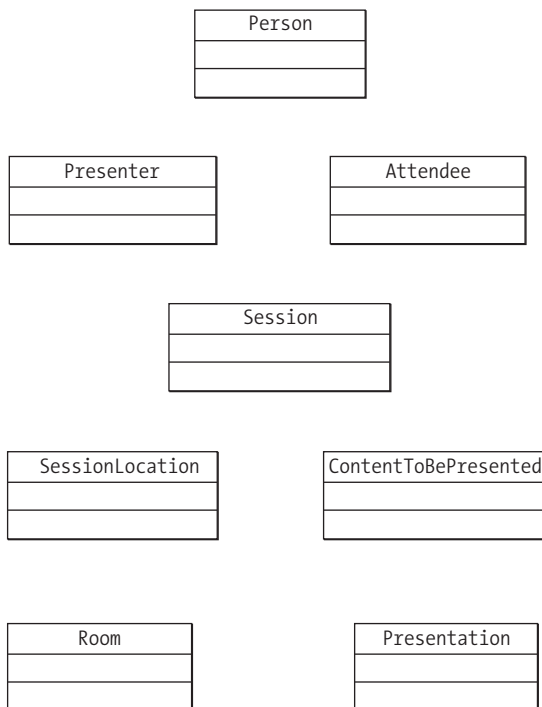 Person
Presenter
Attendee
Session
SessionLocation
ContentToBePresented
Room
Presentation